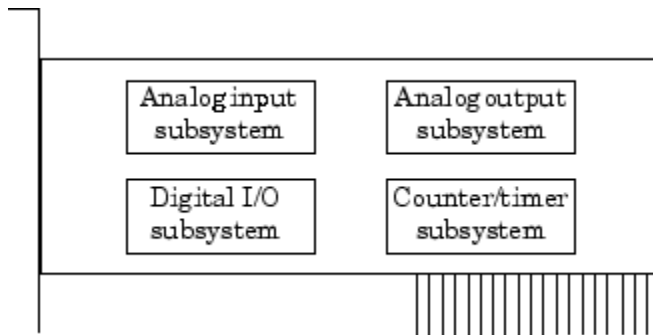 Analog input
subsystem
Analog output
subsystem
Digital I/O
subsystem
Counter/timer
subsystem